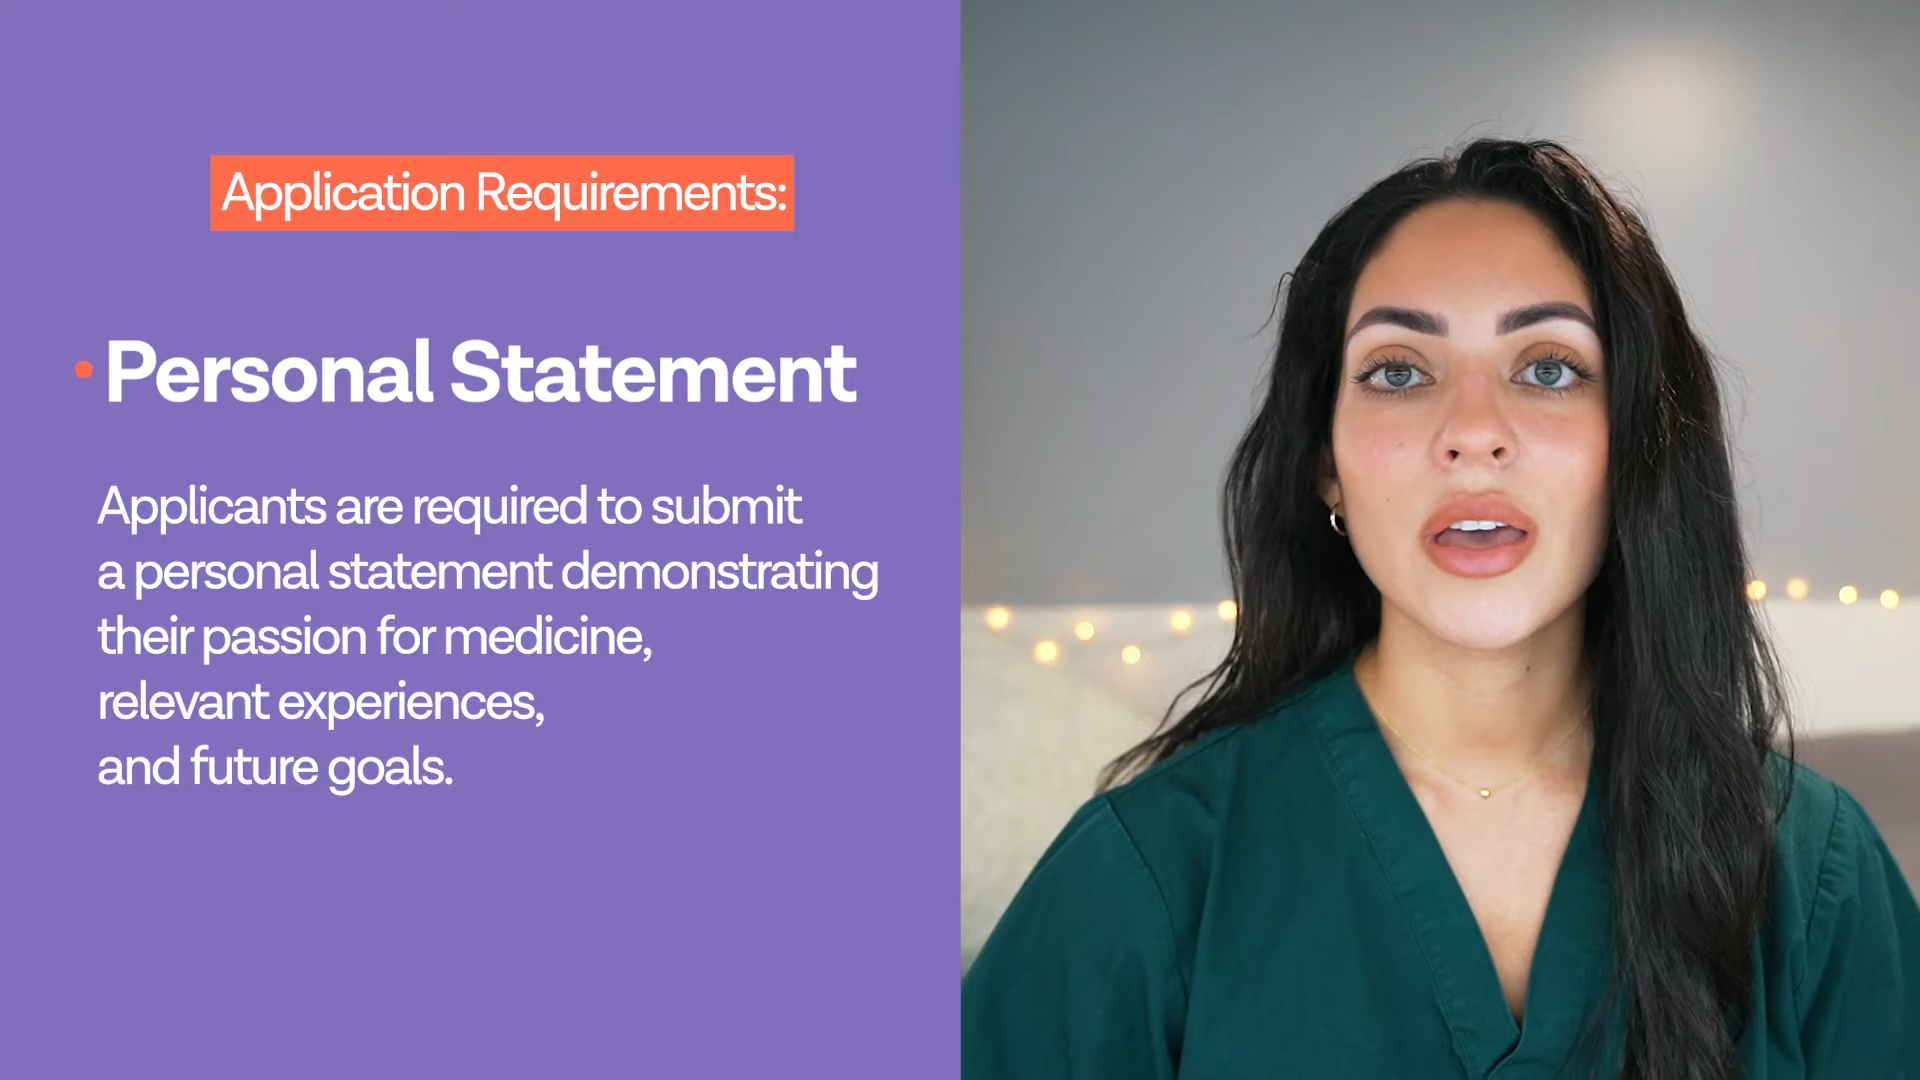 Application Requirements:
• Personal Statement
Applicants are required to submit
a personal statement demonstrating
their passion for medicine,
relevant experiences,
and future goals.